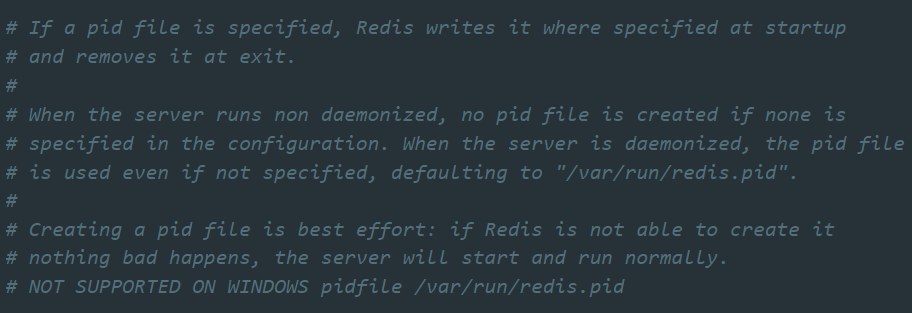 # If a pid file is specified, Redis writes it where specified at startup
# and removes it at exit.
#
# When the server runs non daemonized, no pid file is created if none is
# specified in the configuration. When the server is daemonized, the pid file
# is used even if not specified, defaulting to "/var/run/redis.pid".
#
# Creating a pid file is best effort: if Redis is not able to create it
# nothing bad happens, the server will start and run normally.
# NOT SUPPORTED ON WINDOWS pidfile /var/run/redis.pid